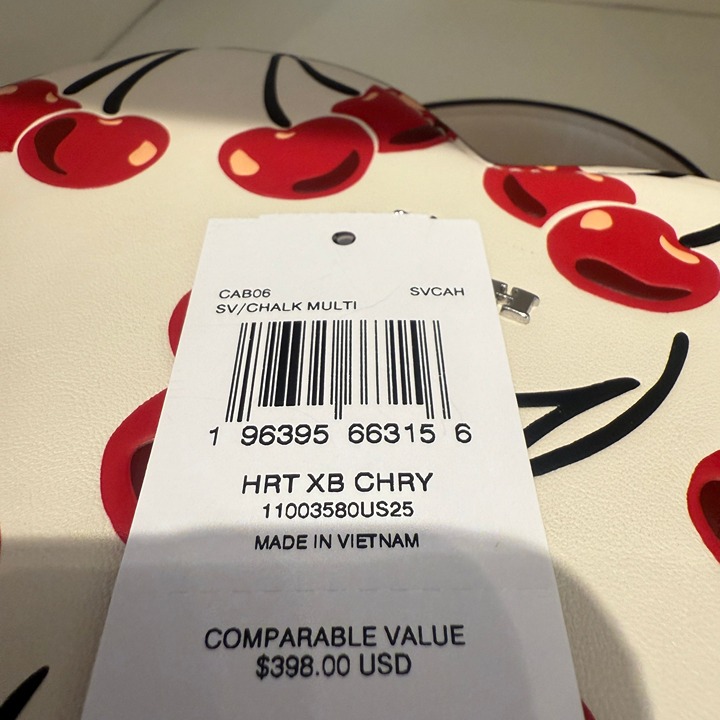 CAB06 SVCAH
SV/CHALK MULTI
1 96395 66315 6
HRT XB CHRY
11003580US25
MADE IN VIETNAM
COMPARABLE VALUE
$398.00 USD